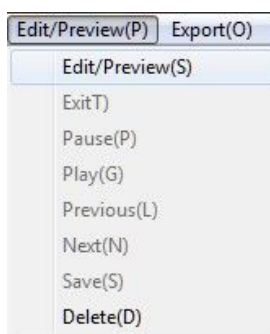 Edit/Preview(P) Export(O)
Edit/Preview(S)
ExitT)
Pause(P)
Play(G)
Previous(L)
Next(N)
Save(S)
Delete(D)